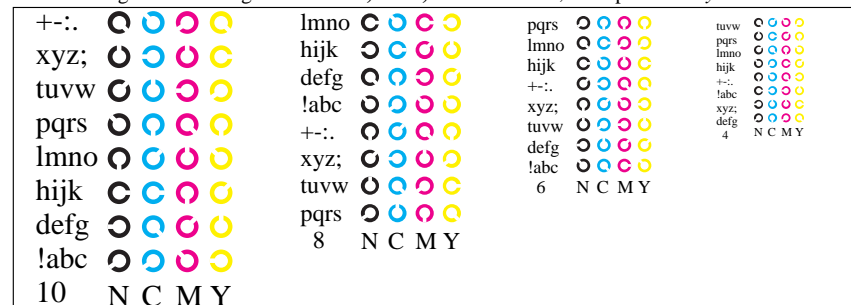 +-:.
xyz;
tuvw
pqrs
lmno
hijk
defg
!abc
10 N C M Y
lmno
hijk
defg
!abc
+-:.
xyz;
tuvw
pqrs
8 N C M Y
pqrs
lmno
hijk
+-:.
xyz;
tuvw
defg
!abc
6 N C M Y
tuvw
pqrs
lmno
hijk
+-:.
!abc
xyz;
defg
4 N C M Y